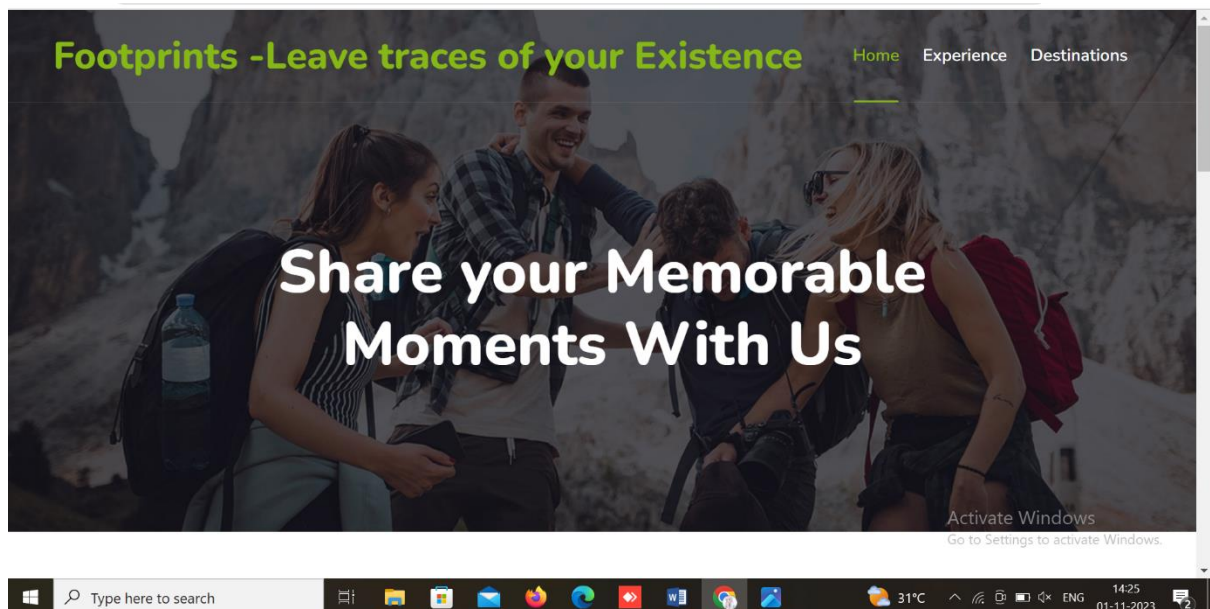 Footprints -Leave traces of your Existence
Home Experience Destinations
Share your Memorable
Moments With Us
Activate Windows
Go to Settings to activate Windows.
Type here to search
31°C
ENG
14:25
01-11-2023
2